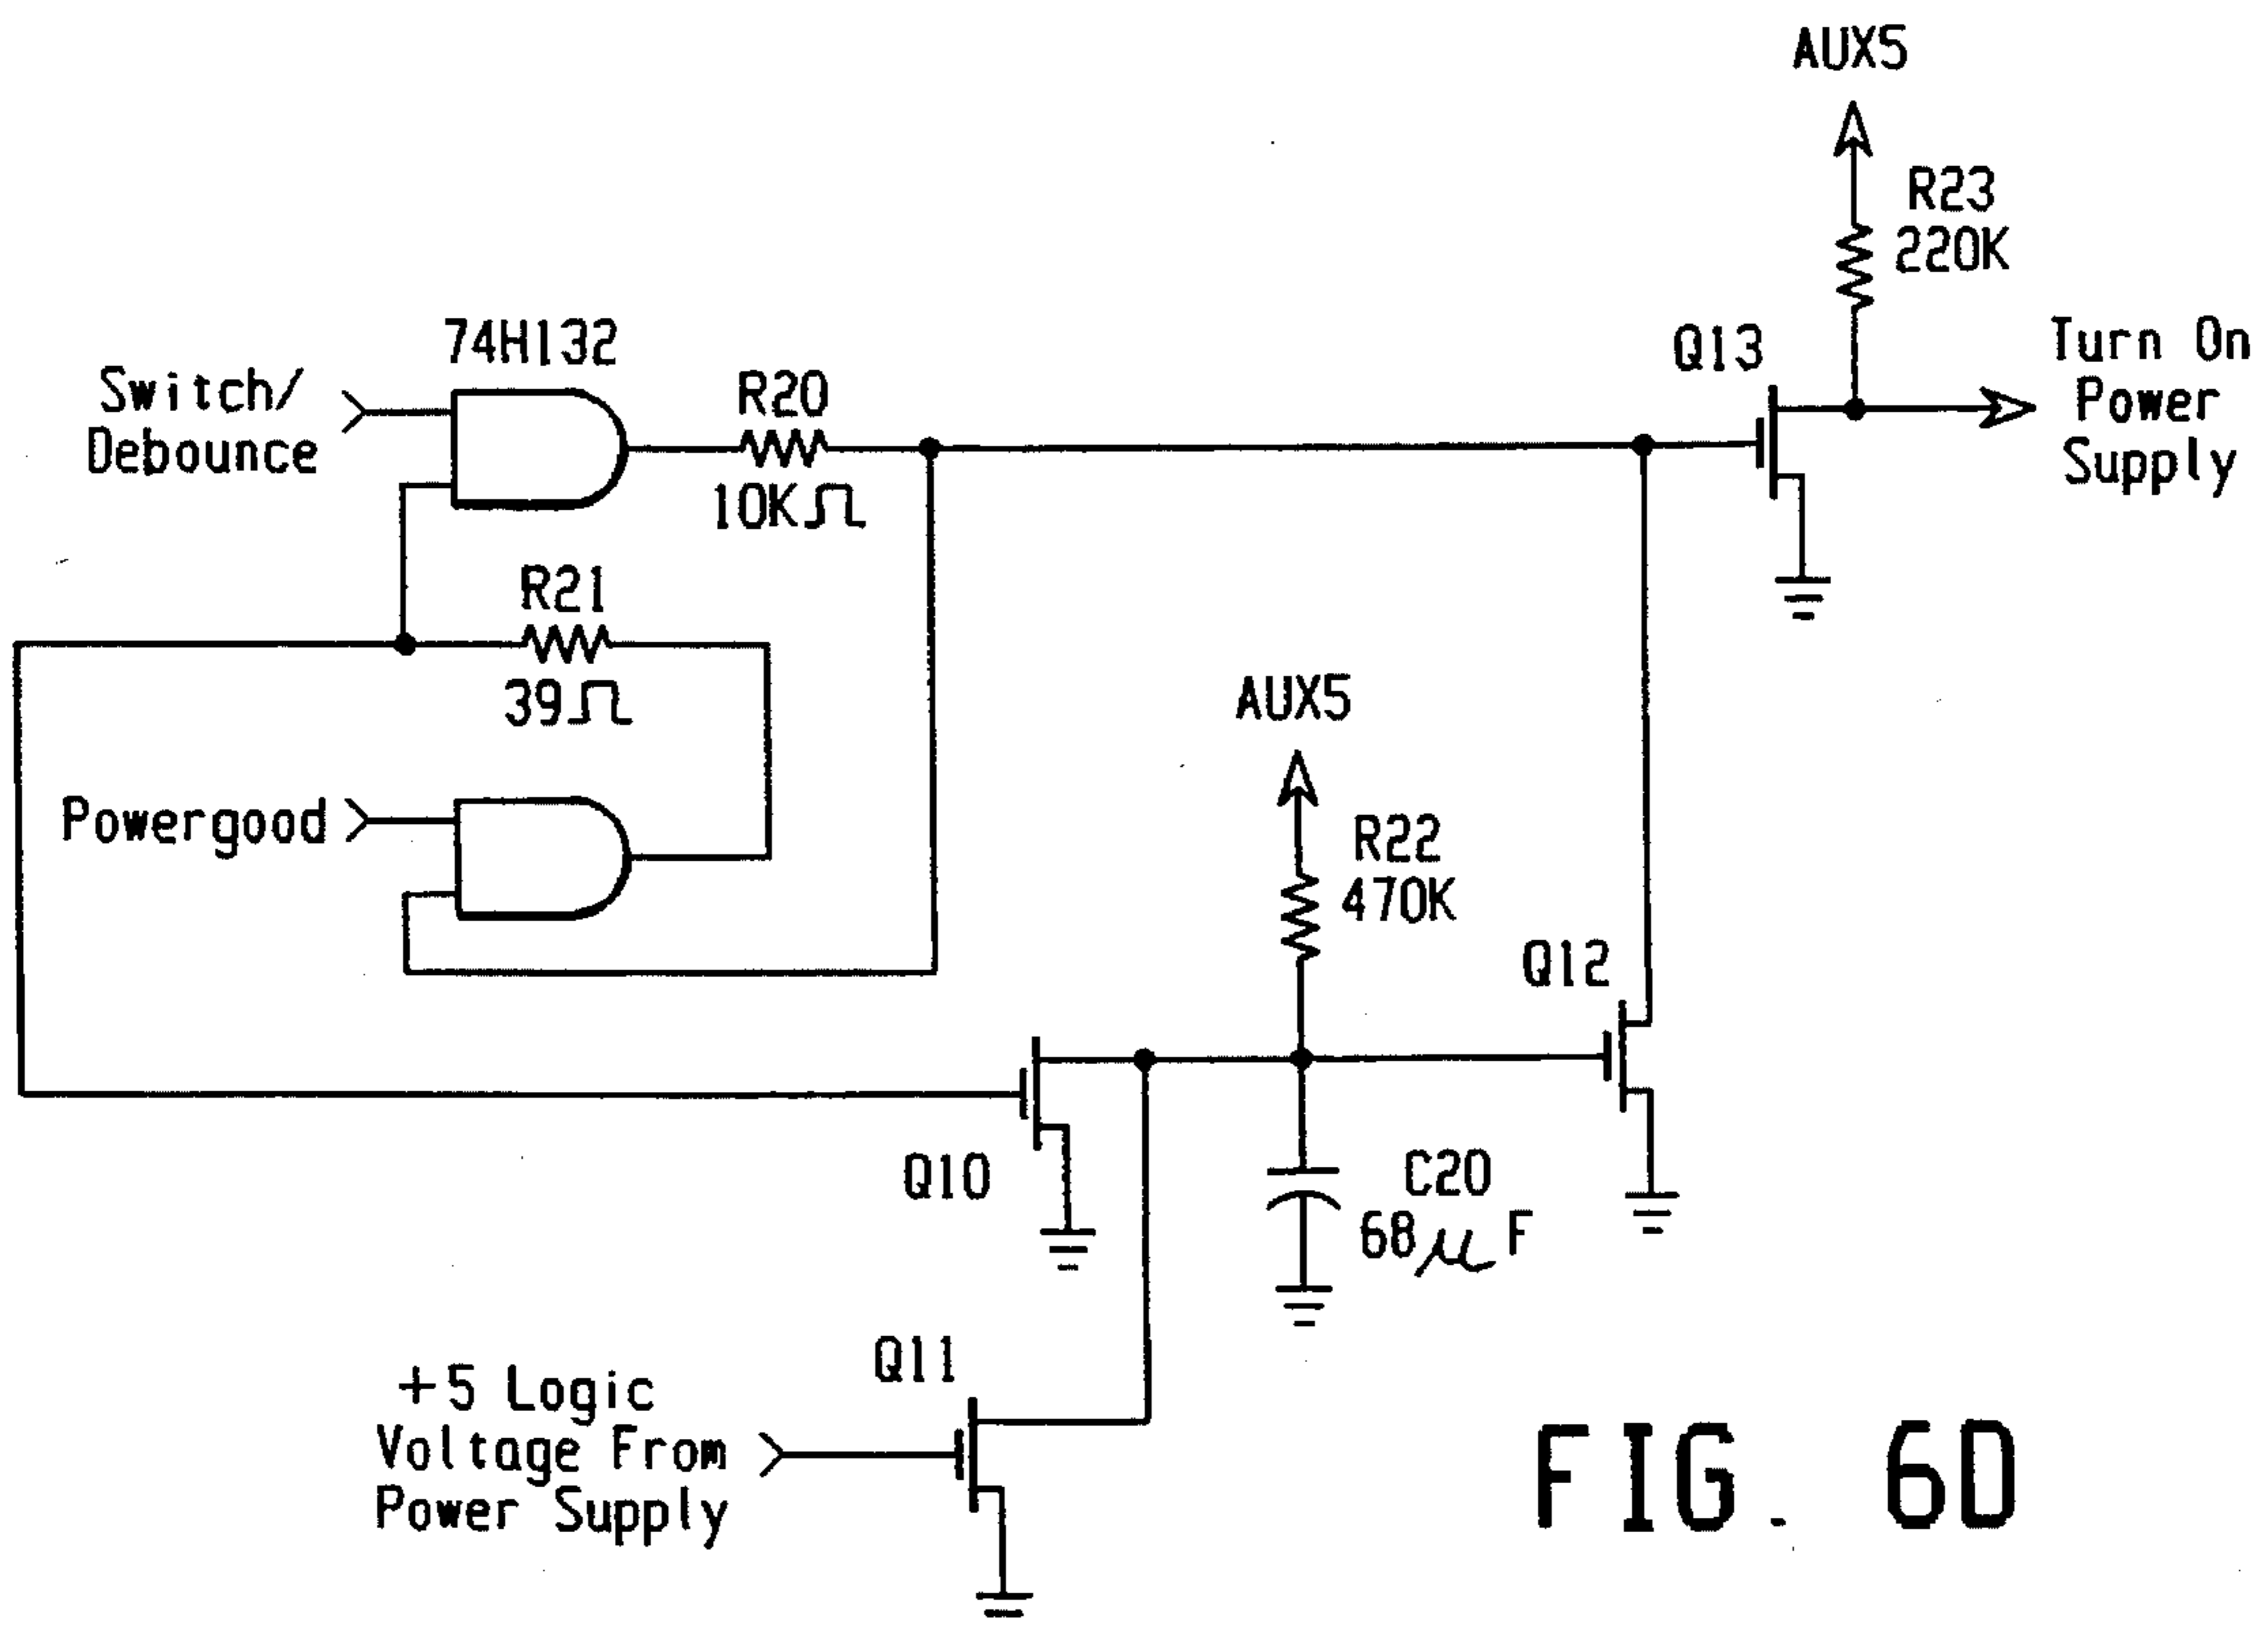 AUX5
R23
220K
Q13
Turn On
Power
Supply
74H132
Switch/
Debounce
R20
10KΩ
R21
39Ω
Powergood
AUX5
R22
470K
Q12
Q10
C20
68μF
Q11
+5 Logic
Voltage From
Power Supply
FIG. 6D